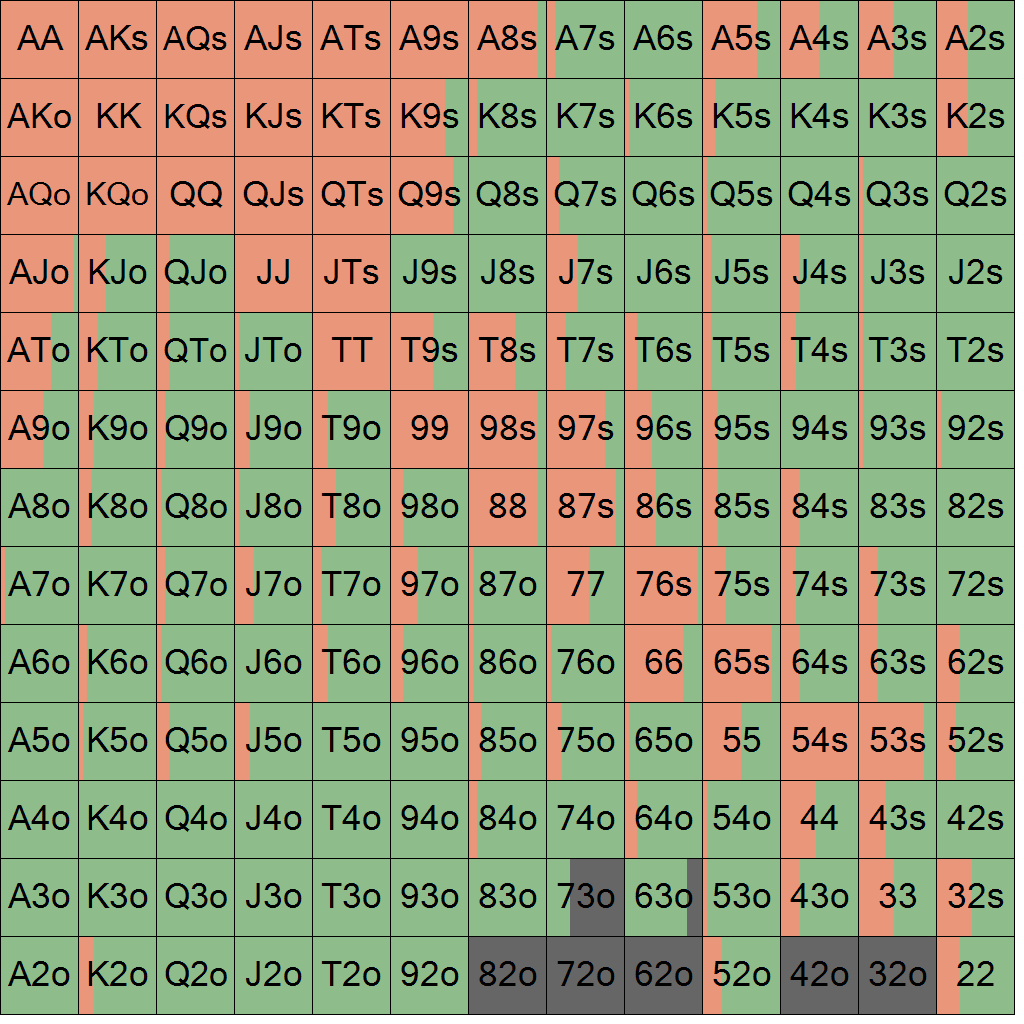 AA AKs AQs AJs ATs A9s A8s A7s A6s A5s A4s A3s A2s
AKo KK KQs KJs KTs K9s K8s K7s K6s K5s K4s K3s K2s
AQo KQo QQ QJs QTs Q9s Q8s Q7s Q6s Q5s Q4s Q3s Q2s
AJo KJo QJo JJ JTs J9s J8s J7s J6s J5s J4s J3s J2s
ATo KTo QTo JTo TT T9s T8s T7s T6s T5s T4s T3s T2s
A9o K9o Q9o J9o T9o 99 98s 97s 96s 95s 94s 93s 92s
A8o K8o Q8o J8o T8o 98o 88 87s 86s 85s 84s 83s 82s
A7o K7o Q7o J7o T7o 97o 87o 77 76s 75s 74s 73s 72s
A6o K6o Q6o J6o T6o 96o 86o 76o 66 65s 64s 63s 62s
A5o K5o Q5o J5o T5o 95o 85o 75o 65o 55 54s 53s 52s
A4o K4o Q4o J4o T4o 94o 84o 74o 64o 54o 44 43s 42s
A3o K3o Q3o J3o T3o 93o 83o 73o 63o 53o 43o 33 32s
A2o K2o Q2o J2o T2o 92o 82o 72o 62o 52o 42o 32o 22